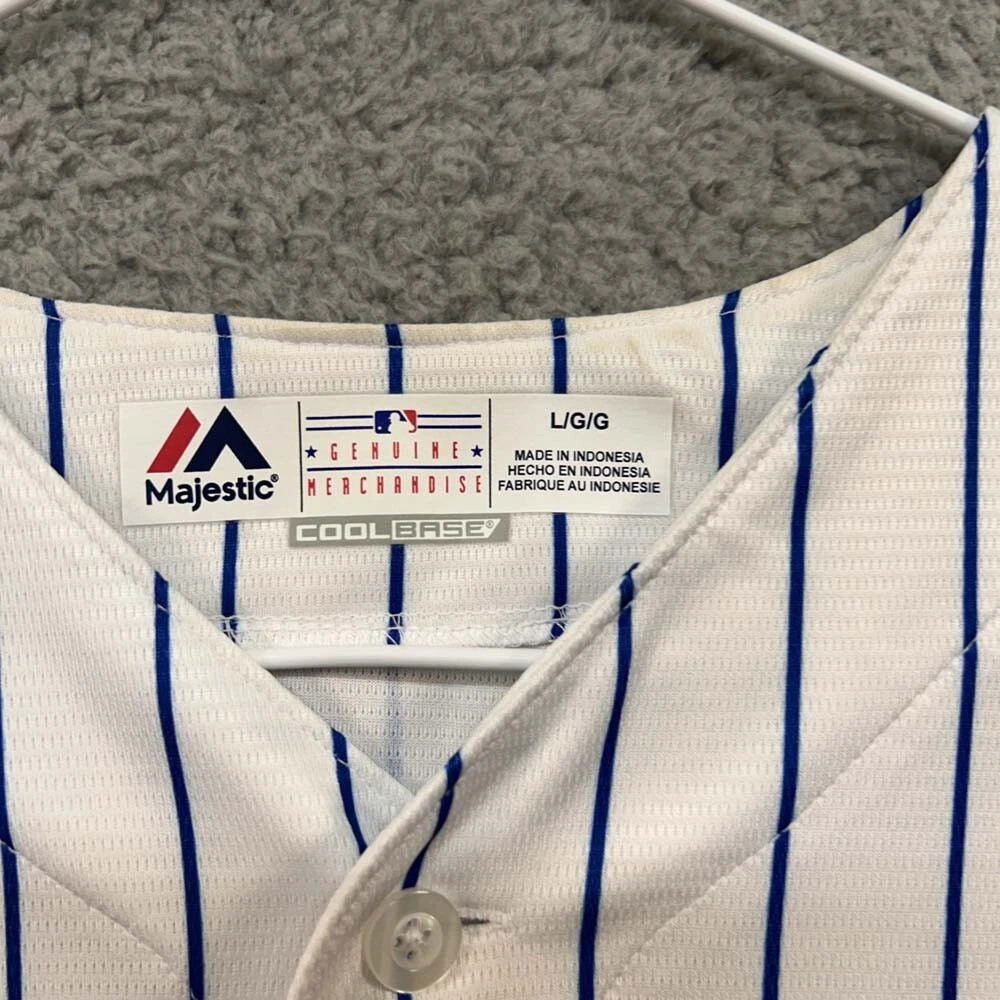 Majestic®
GENUINE
MERCHANDISE
L/G/G
MADE IN INDONESIA
HECHO EN INDONESIA
FABRIQUE AU INDONESIE
COOLBASE®